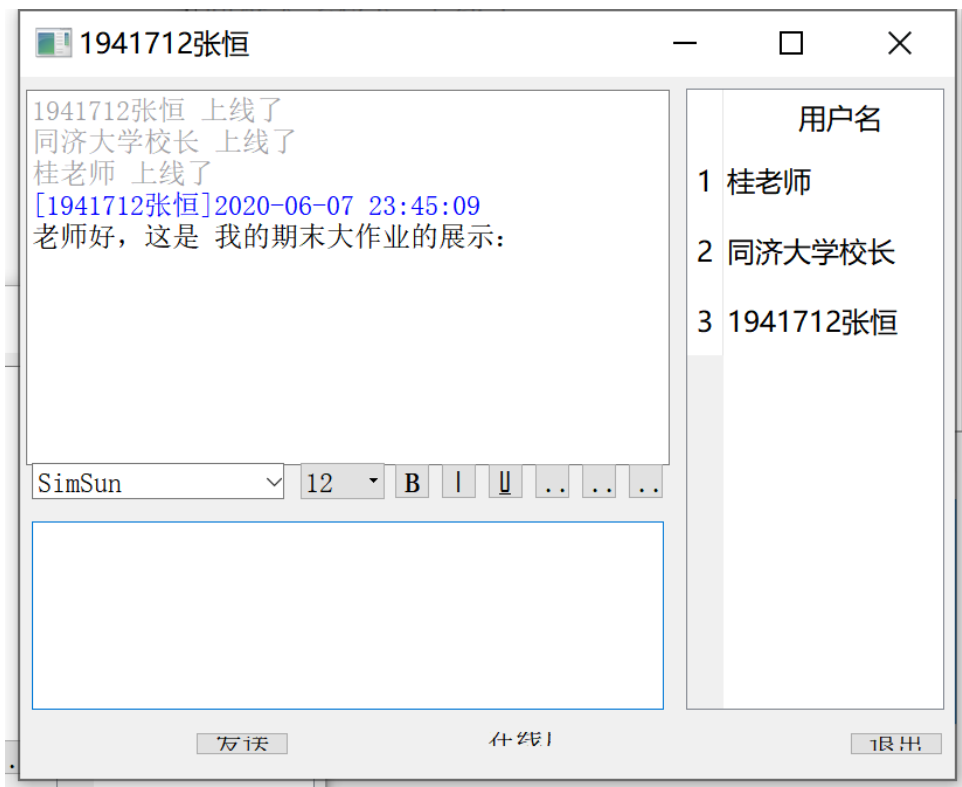 1941712张恒
1941712张恒 上线了
同济大学校长 上线了
桂老师 上线了
[1941712张恒]2020-06-07 23:45:09
老师好，这是 我的期末大作业的展示：
用户名
1 桂老师
2 同济大学校长
3 1941712张恒
SimSun 12 B I U .. .. ..
发送 退出